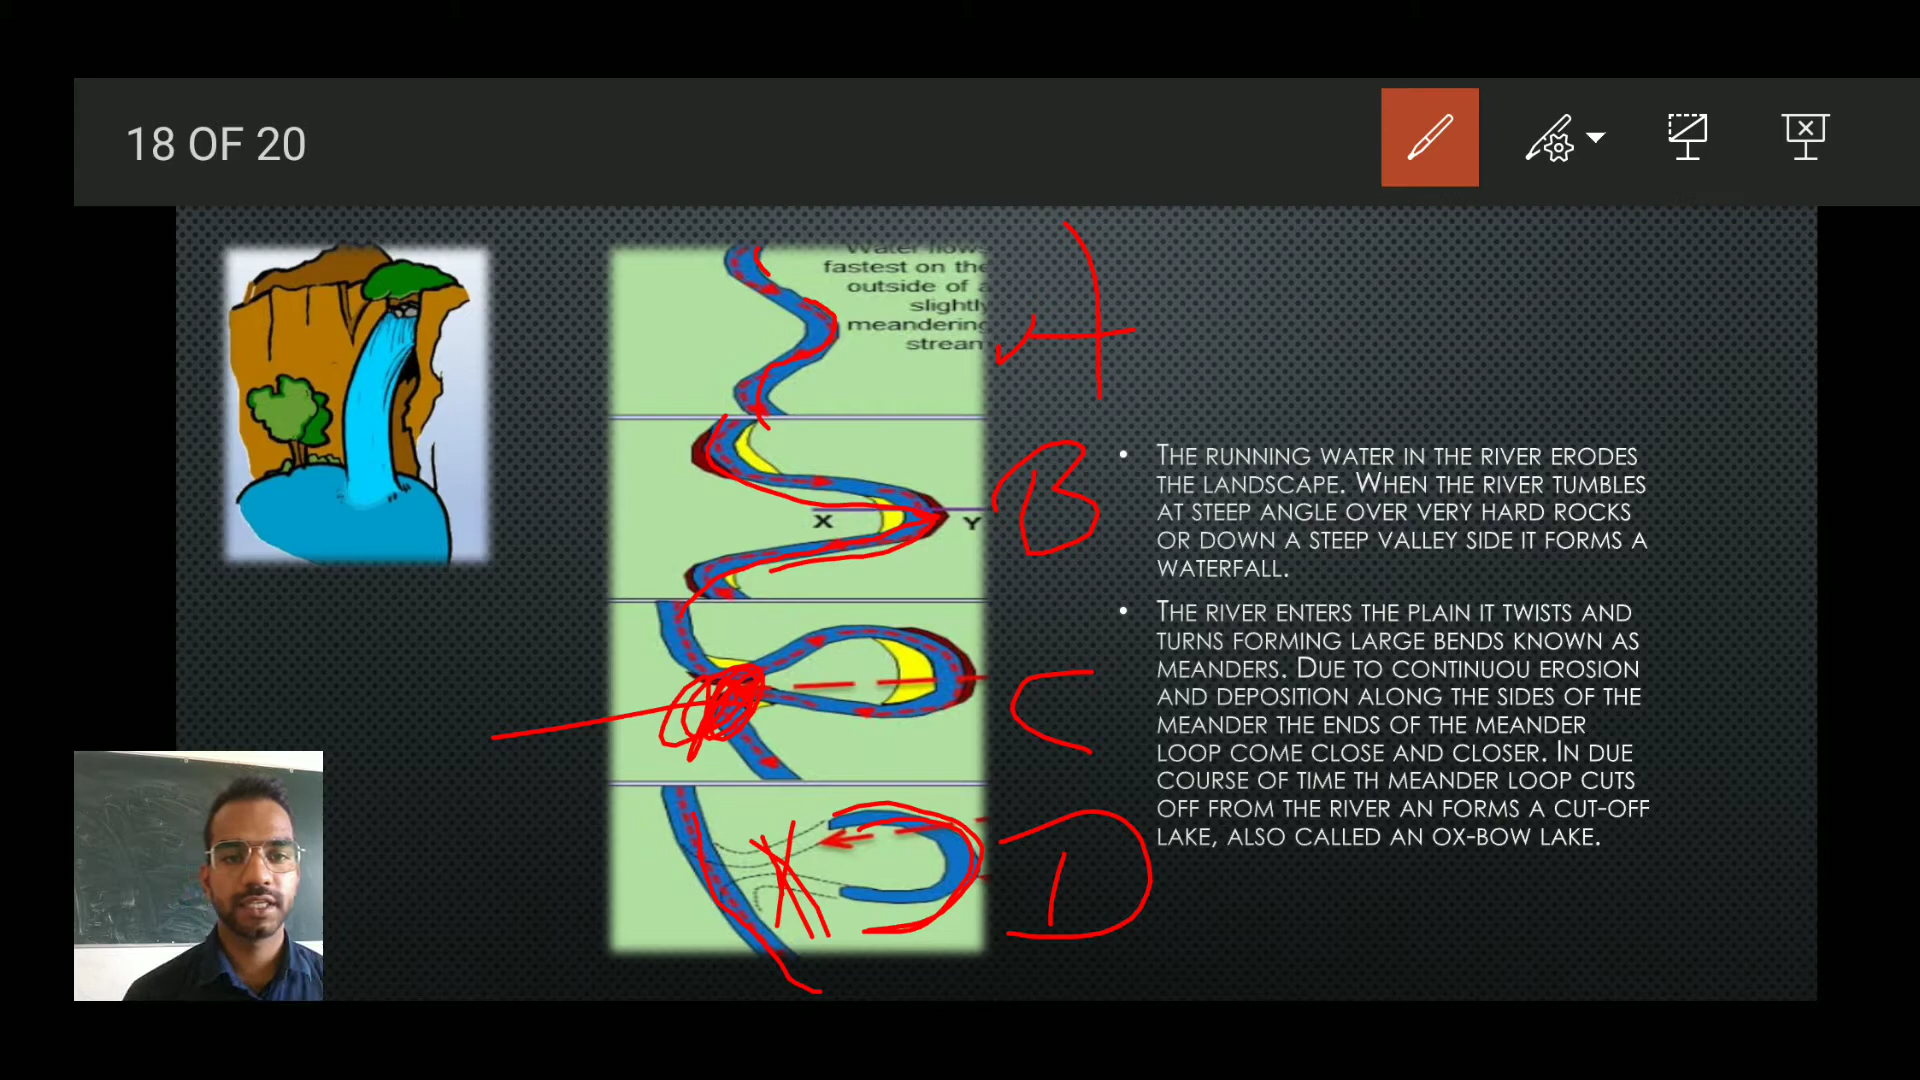 18 OF 20
Water flows
fastest on the
outside of a
slightly
meandering
stream
A
B
X
Y
C
D
• THE RUNNING WATER IN THE RIVER ERODES
THE LANDSCAPE. WHEN THE RIVER TUMBLES
AT STEEP ANGLE OVER VERY HARD ROCKS
OR DOWN A STEEP VALLEY SIDE IT FORMS A
WATERFALL.
• THE RIVER ENTERS THE PLAIN IT TWISTS AND
TURNS FORMING LARGE BENDS KNOWN AS
MEANDERS. DUE TO CONTINUOU EROSION
AND DEPOSITION ALONG THE SIDES OF THE
MEANDER THE ENDS OF THE MEANDER
LOOP COME CLOSE AND CLOSER. IN DUE
COURSE OF TIME TH MEANDER LOOP CUTS
OFF FROM THE RIVER AN FORMS A CUT-OFF
LAKE, ALSO CALLED AN OX-BOW LAKE.